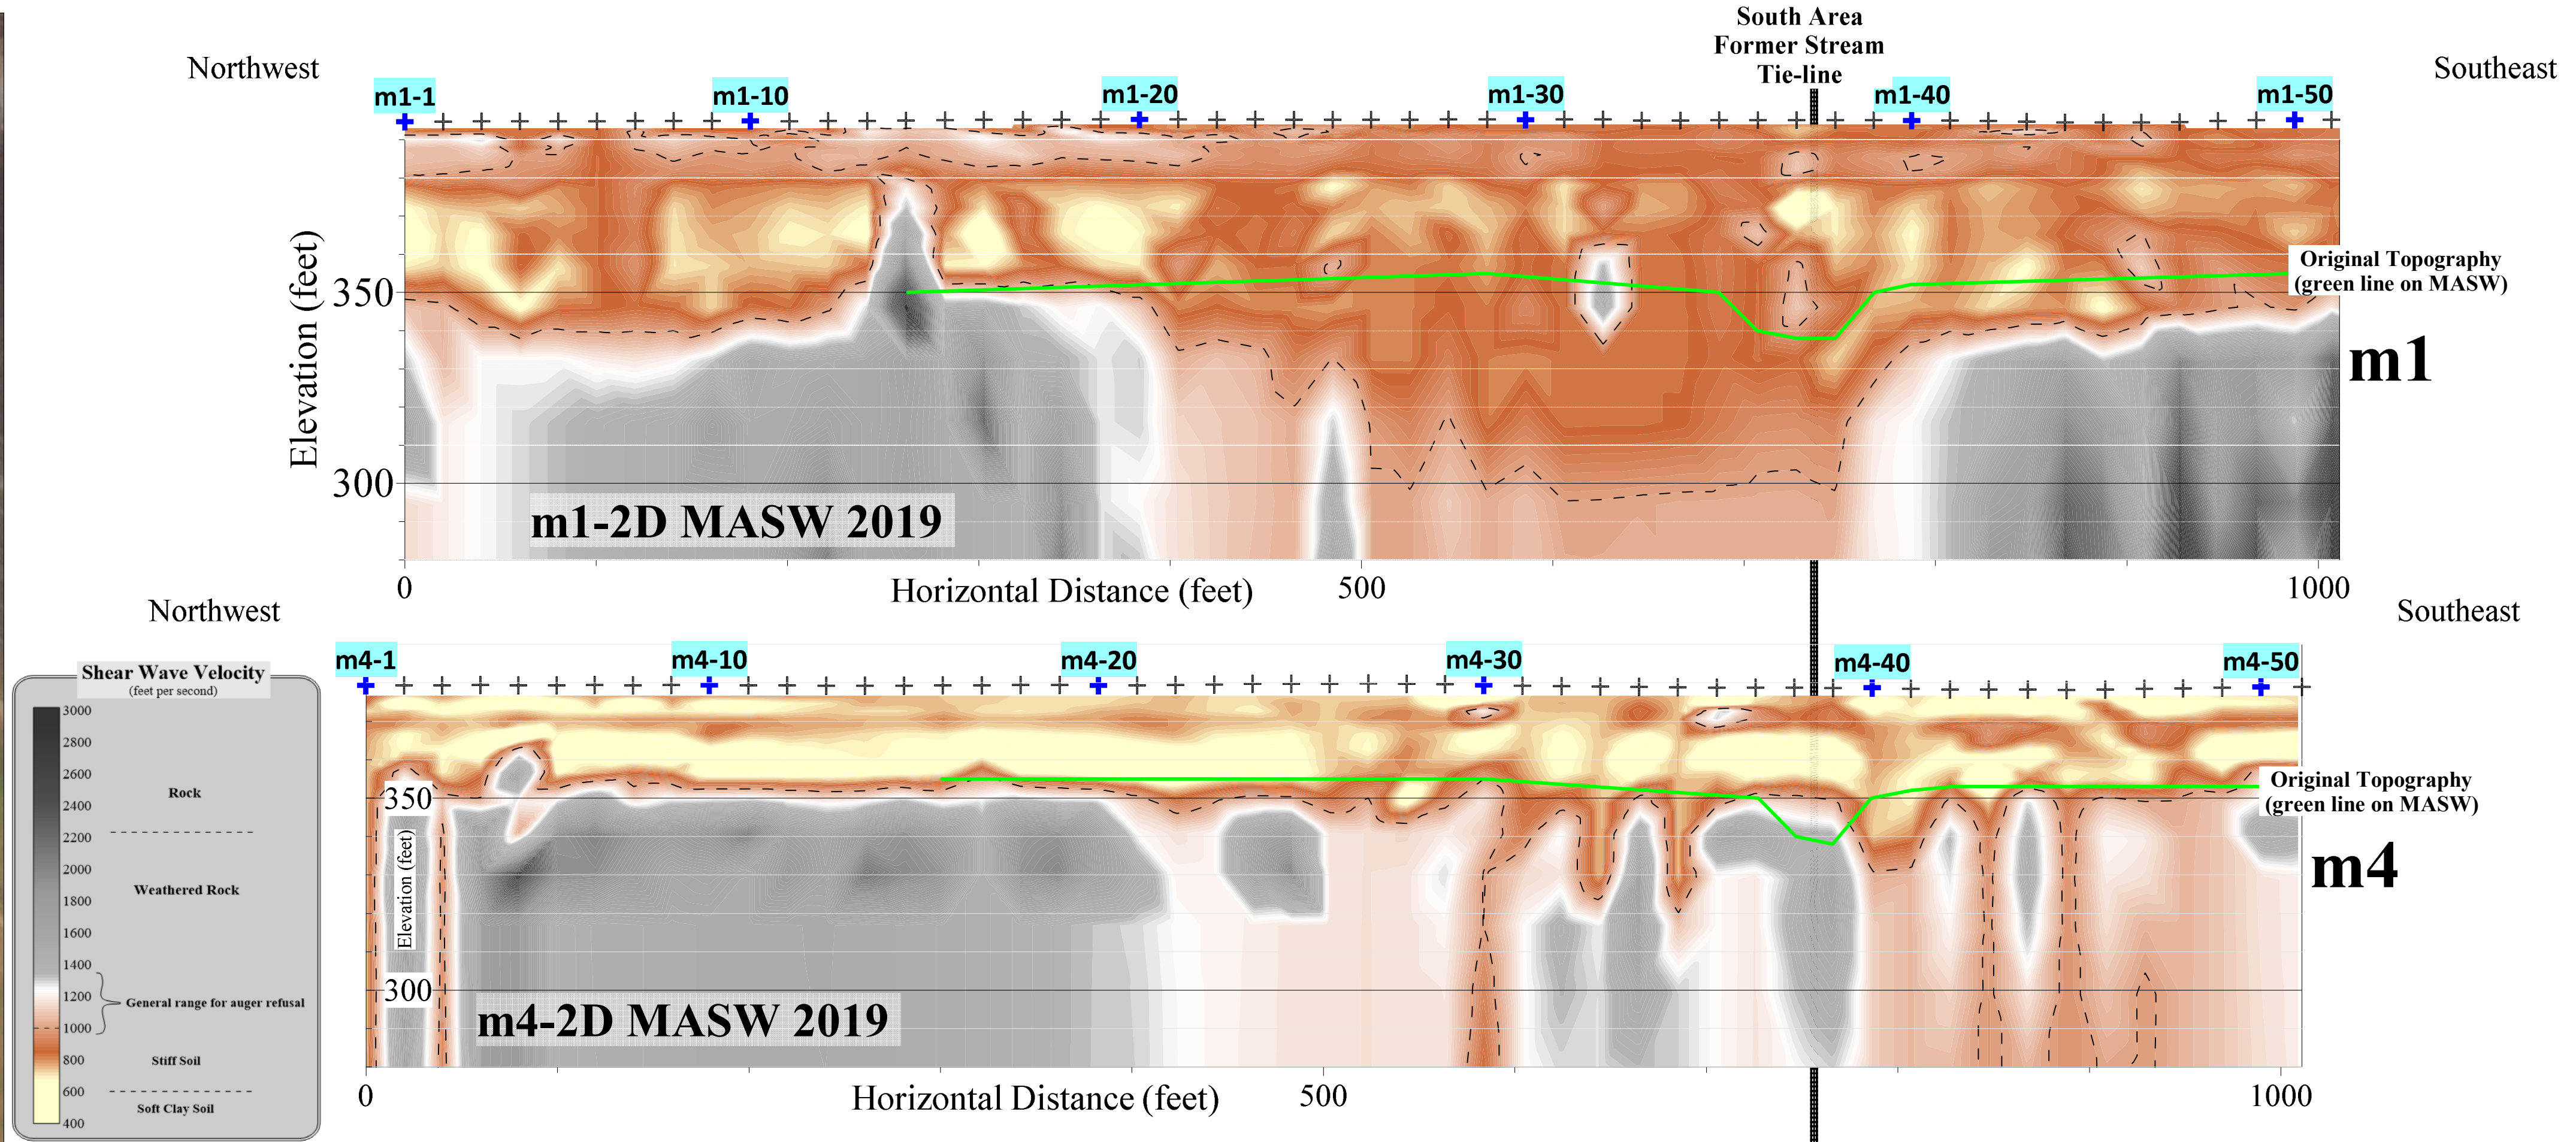 South Area
Former Stream
Tie-line
Northwest
Southeast
m1-1
m1-10
m1-20
m1-30
m1-40
m1-50
Elevation (feet)
350
300
Original Topography
(green line on MASW)
m1
m1-2D MASW 2019
0
Horizontal Distance (feet)
500
1000
Northwest
Southeast
m4-1
m4-10
m4-20
m4-30
m4-40
m4-50
Elevation (feet)
350
300
Original Topography
(green line on MASW)
m4
m4-2D MASW 2019
0
Horizontal Distance (feet)
500
1000
Shear Wave Velocity
(feet per second)
3000
2800
2600
Rock
2400
2200
2000
Weathered Rock
1800
1600
1400
1200
General range for auger refusal
1000
800
Stiff Soil
600
Soft Clay Soil
400